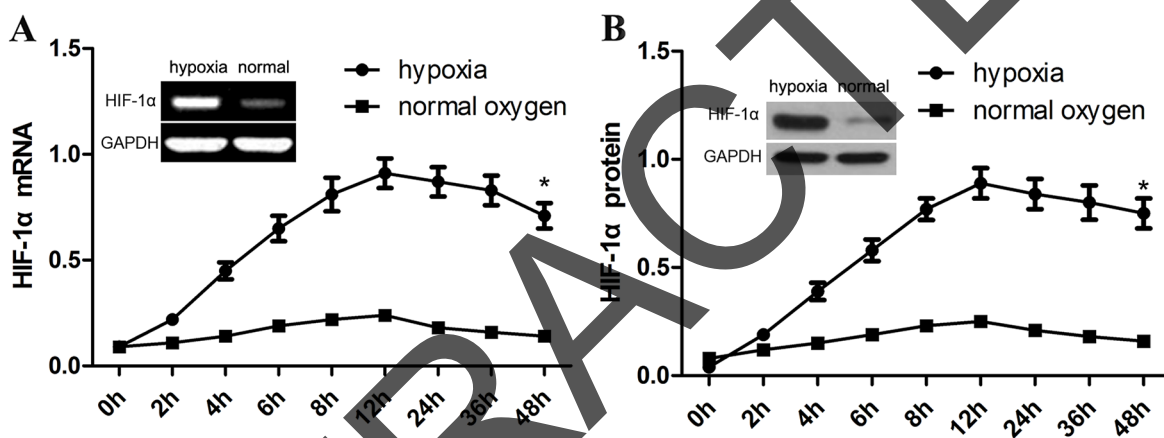 A
1.5
hypoxia normal
HIF-1α
GAPDH
hypoxia
normal oxygen
1.0
0.5
0.0
HIF-1α mRNA
0h 2h 4h 6h 8h 12h 24h 36h 48h
*
B
1.5
hypoxia normal
HIF-1α
GAPDH
hypoxia
normal oxygen
1.0
0.5
0.0
HIF-1α protein
0h 2h 4h 6h 8h 12h 24h 36h 48h
*